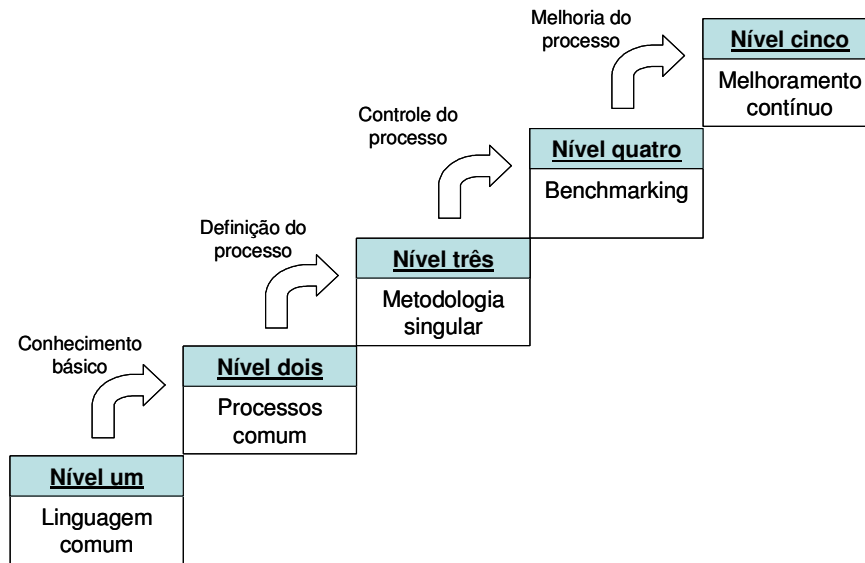 Melhoria do
processo
Nível cinco
Melhoramento
contínuo
Controle do
processo
Nível quatro
Benchmarking
Definição do
processo
Nível três
Metodologia
singular
Conhecimento
básico
Nível dois
Processos
comum
Nível um
Linguagem
comum